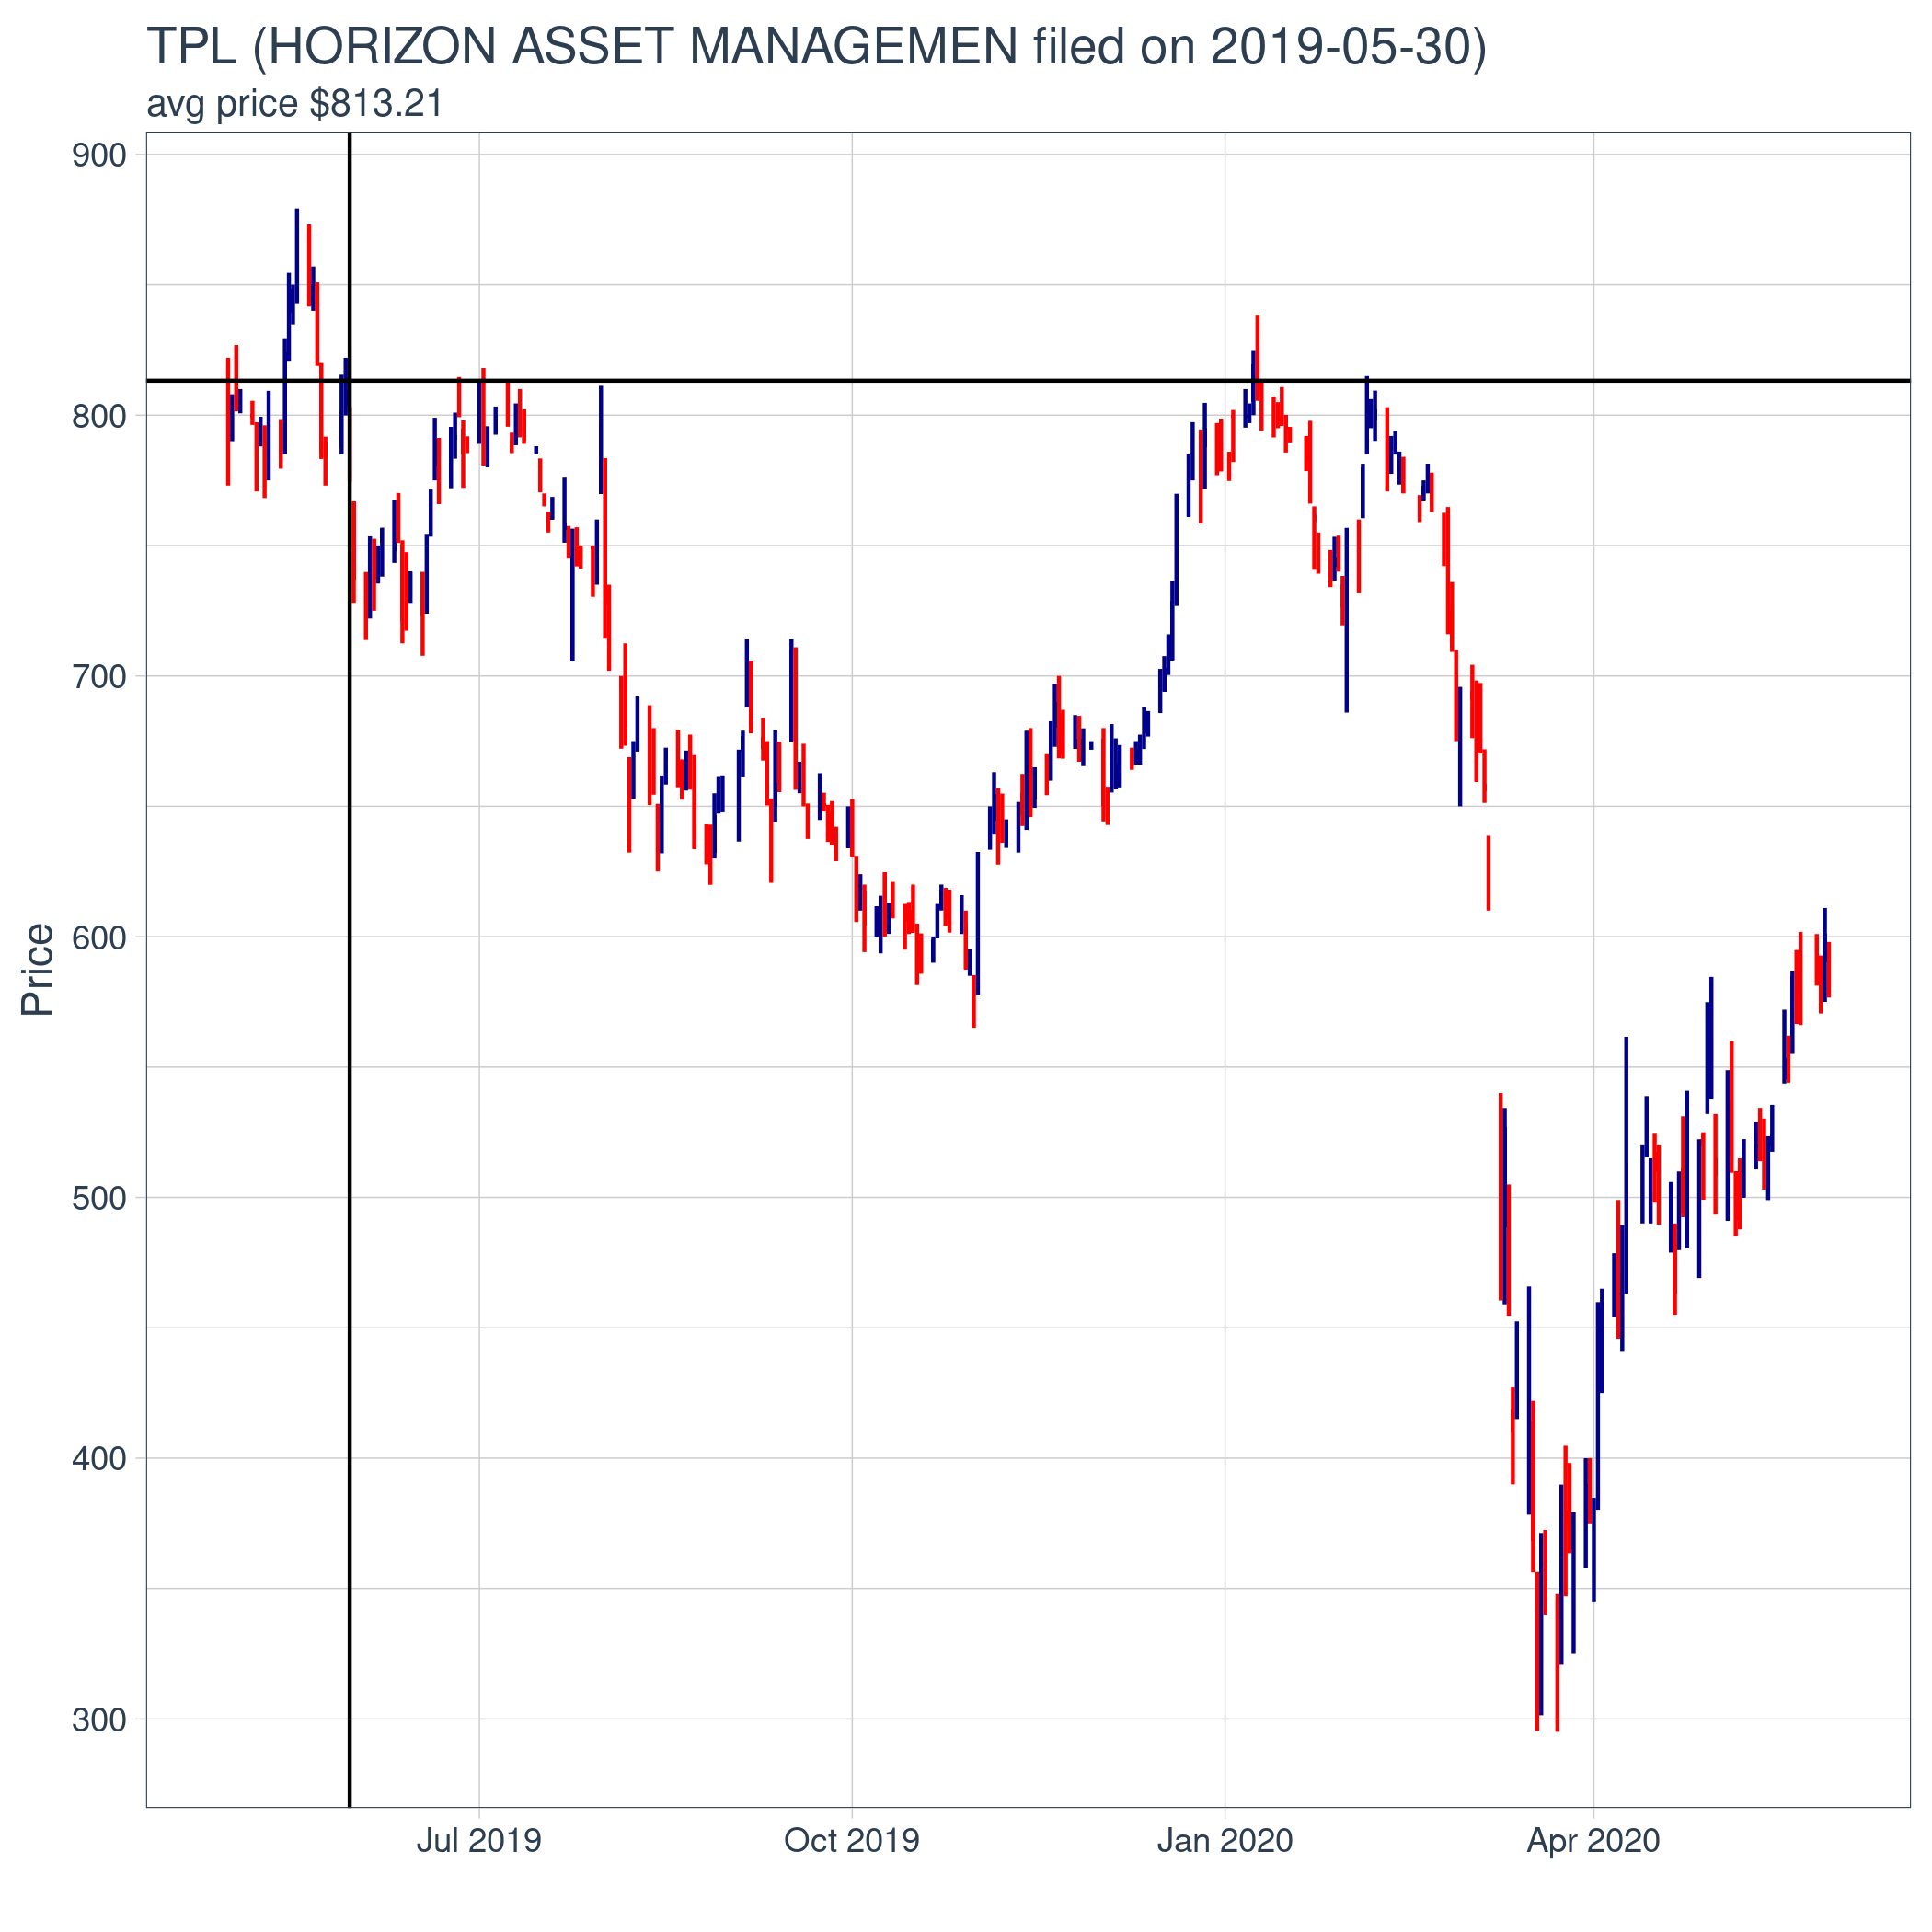 TPL (HORIZON ASSET MANAGEMEN filed on 2019-05-30)
avg price $813.21
900
800
700
600
500
400
300
Price
Jul 2019
Oct 2019
Jan 2020
Apr 2020